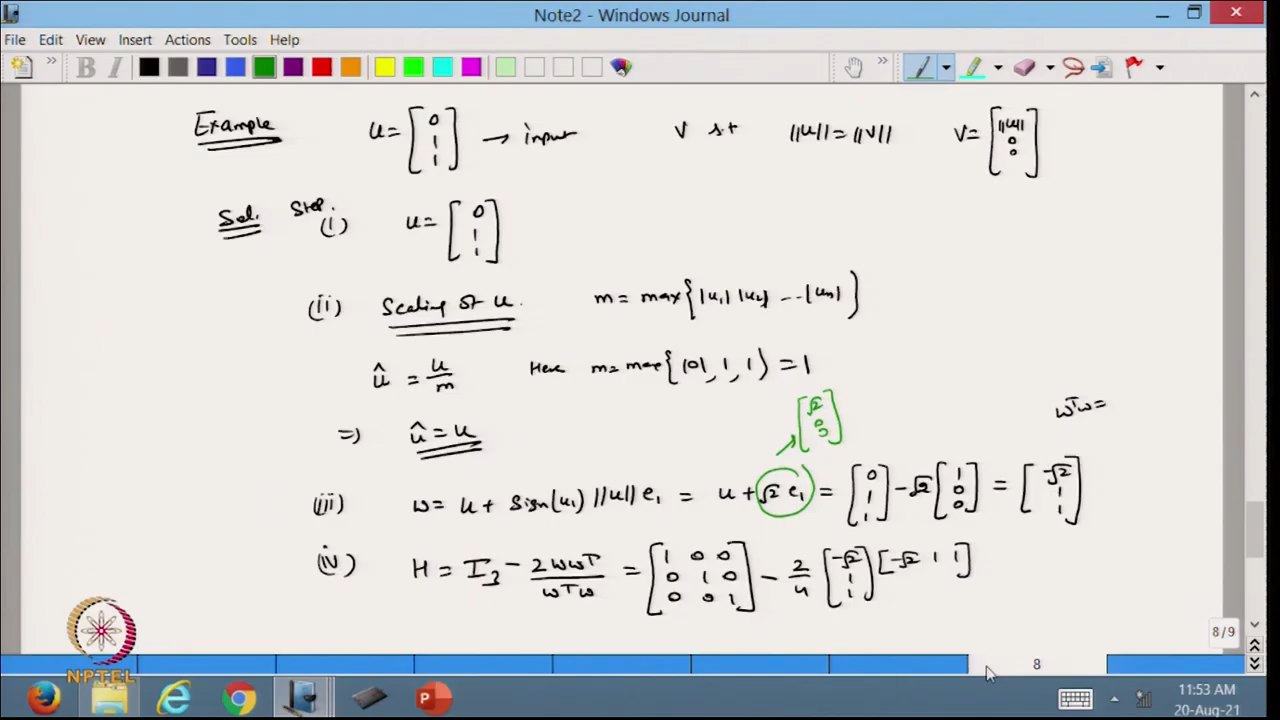 Note2 - Windows Journal
File Edit View Insert Actions Tools Help
Example u = [0 1 1] → input v st ||u|| = ||v|| v = [||u|| 0 0]
Sol. Step. (i) u = [0 1 1]
(ii) Scaling of u. m = max{|u₁| |u₂| ...|uₙ|}
û = u/m Here m = max{|0|, 1, 1} = 1
[√2 0 0]
⇒ û = u wᵀw =
(iii) w = u + sign(u₁) ||u|| e₁ = u + √2 e₁ = [0 1 1] - √2 [1 0 0] = [-√2 1 1]
(iv) H = I₃ - 2wwᵀ/wᵀw = [1 0 0 0 1 0 0 0 1] - 2/4 [-√2 1 1] [-√2 1 1]
8/9
NPTEL
8
11:53 AM
20-Aug-21